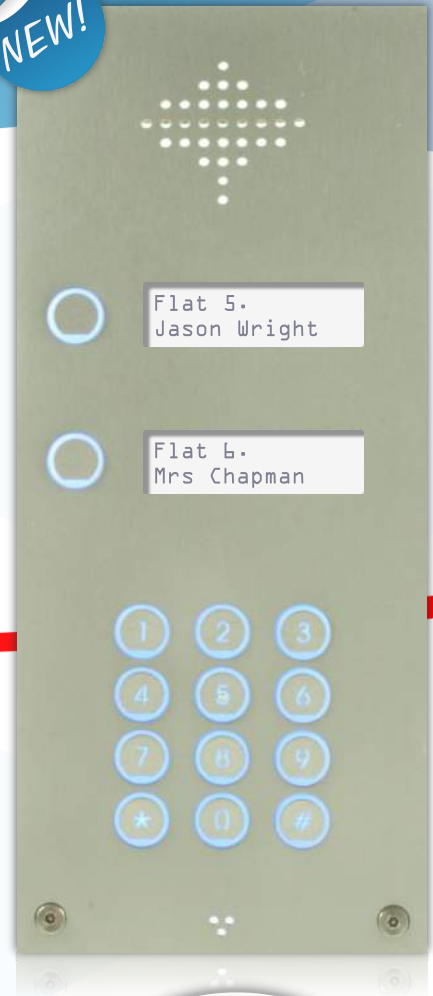 NEW!
Flat 5.
Jason Wright
Flat 6.
Mrs Chapman
1 2 3
4 5 6
7 8 9
* 0 #